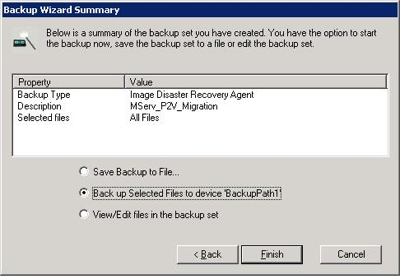 Backup Wizard Summary
Below is a summary of the backup set you have created. You have the option to start
the backup now, save the backup set to a file or edit the backup set.
Property Value
Backup Type Image Disaster Recovery Agent
Description MServ_P2V_Migration
Selected files All Files
Save Backup to File...
Back up Selected Files to device 'BackupPath1'
View/Edit files in the backup set
< Back Finish Cancel